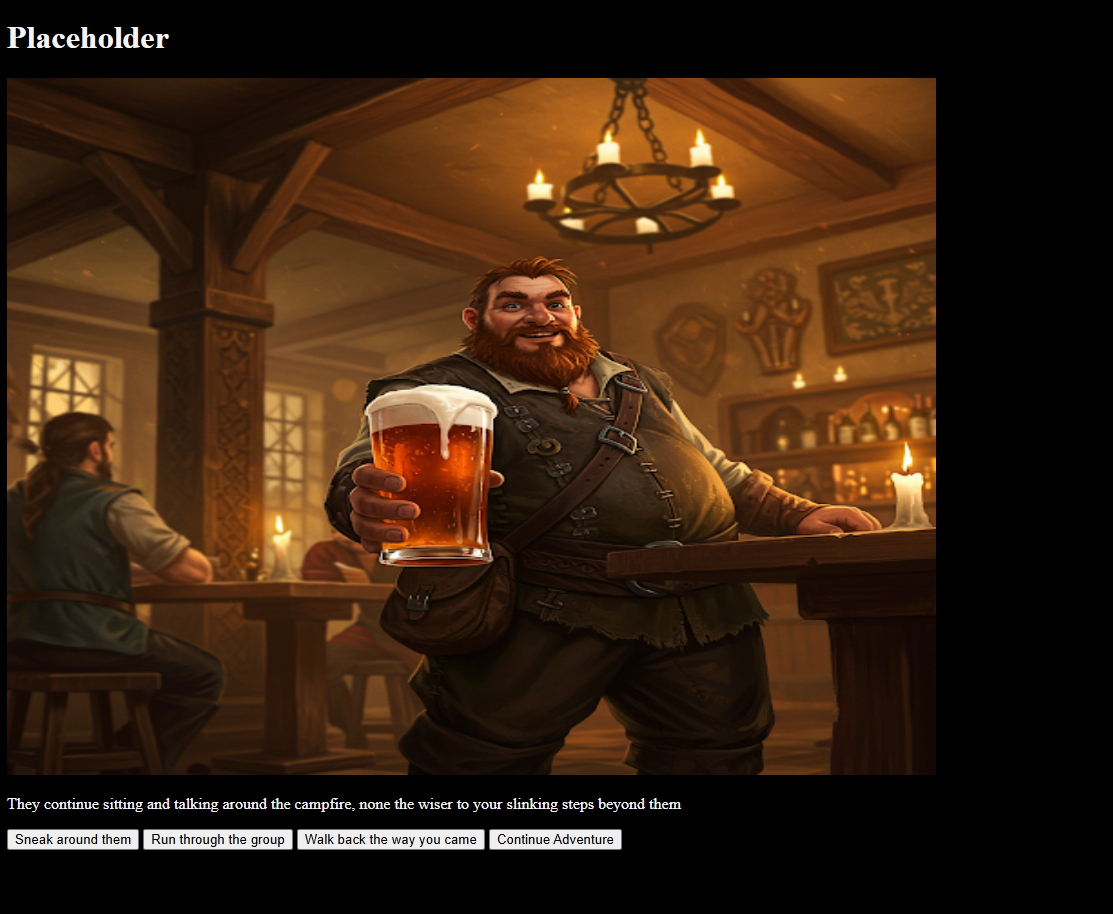 Placeholder
They continue sitting and talking around the campfire, none the wiser to your slinking steps beyond them
Sneak around them Run through the group Walk back the way you came Continue Adventure